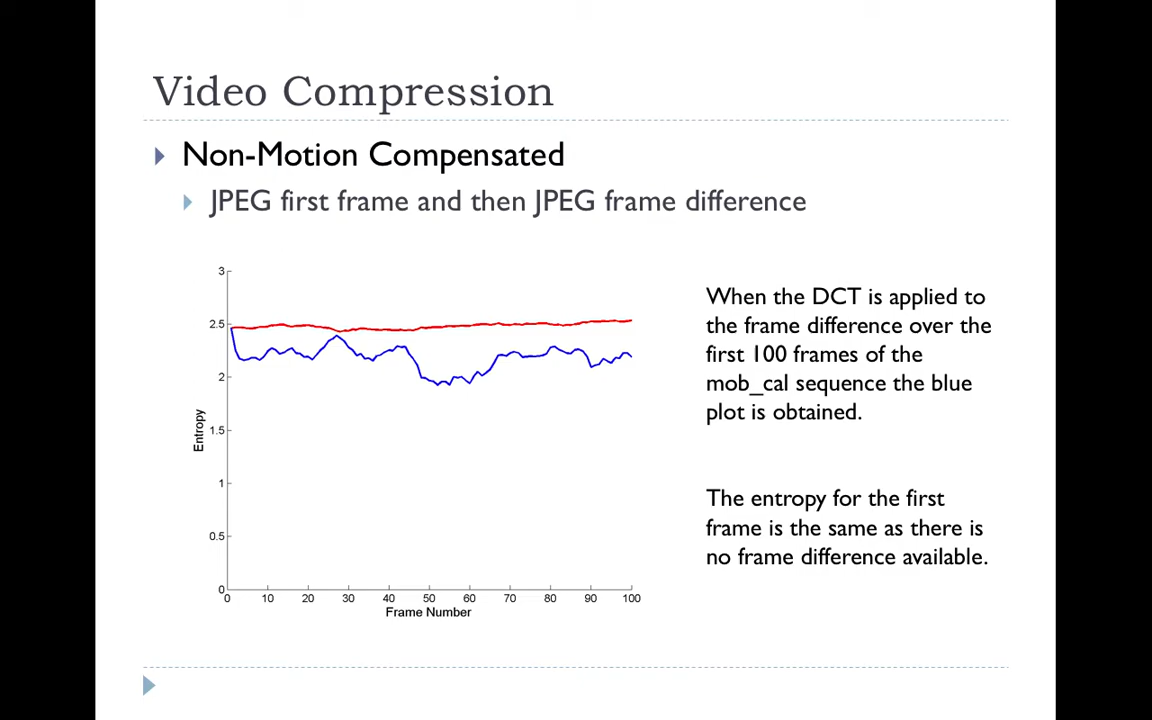 Video Compression
Non-Motion Compensated
JPEG first frame and then JPEG frame difference
3
2.5
2
1.5
1
0.5
0
Entropy
0 10 20 30 40 50 60 70 80 90 100
Frame Number
When the DCT is applied to
the frame difference over the
first 100 frames of the
mob_cal sequence the blue
plot is obtained.
The entropy for the first
frame is the same as there is
no frame difference available.